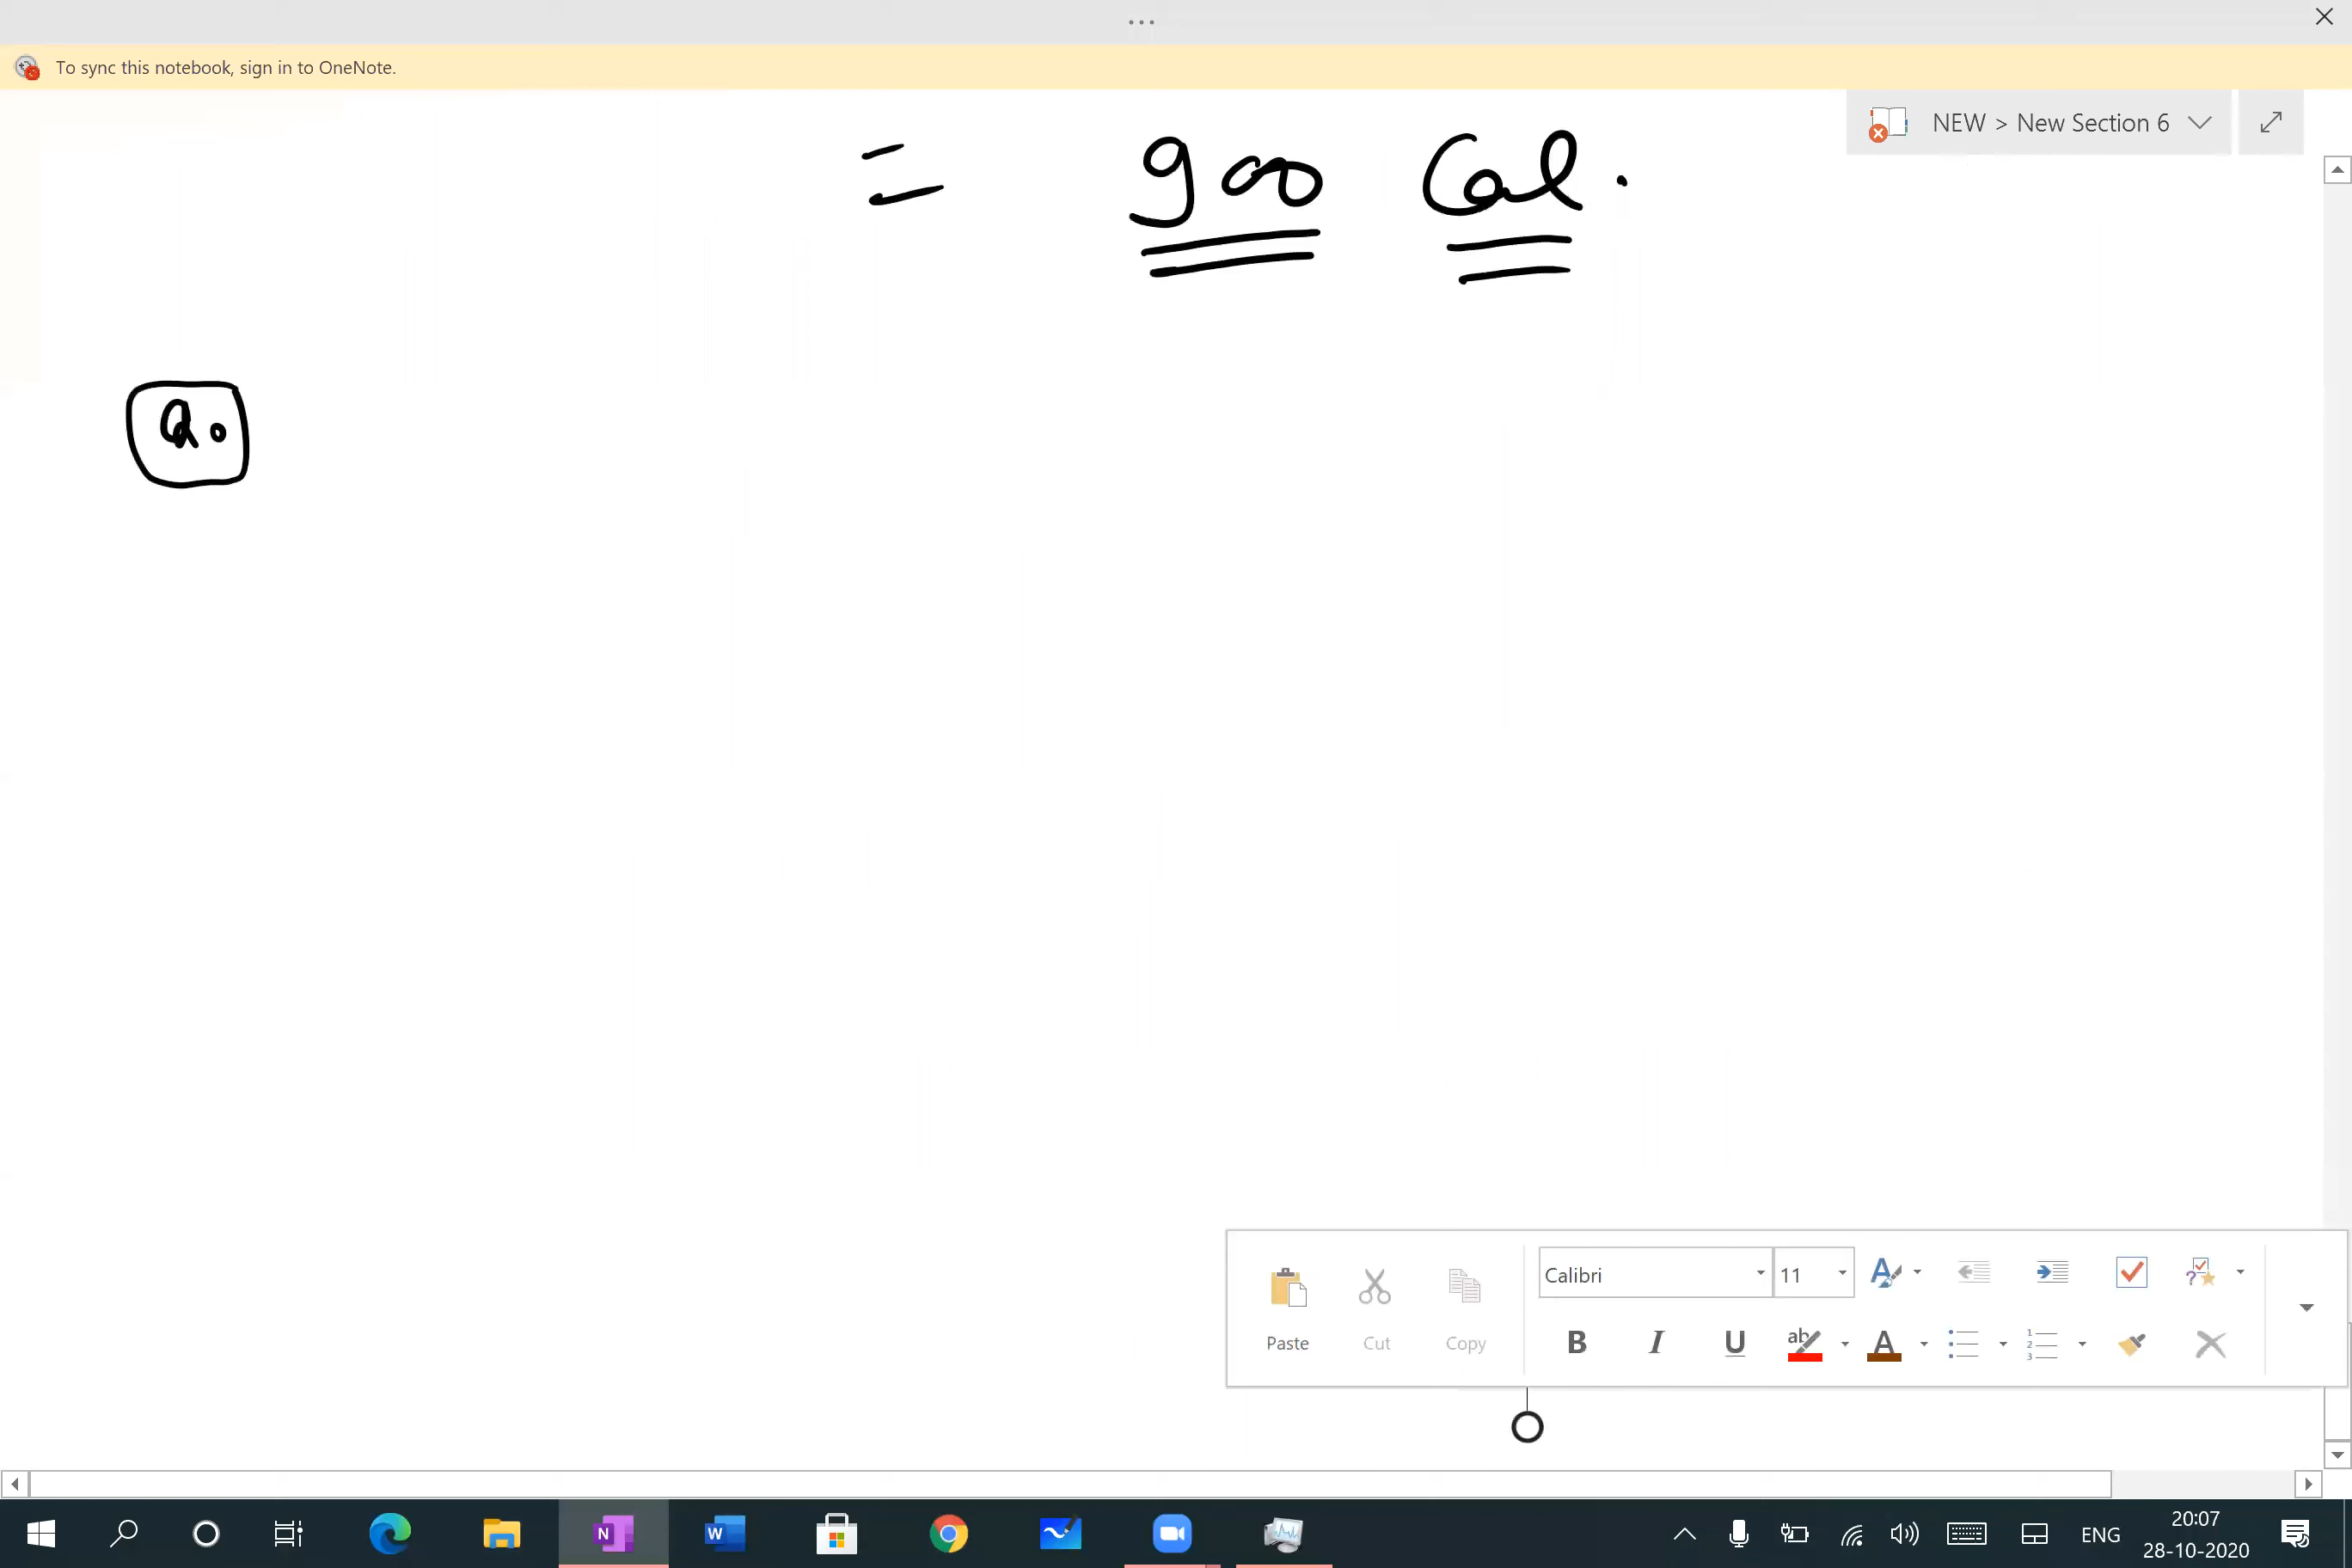 To sync this notebook, sign in to OneNote.
NEW > New Section 6
= 900 Cal.
Q.
Calibri 11
Paste Cut Copy
B I U ab A
20:07
ENG
28-10-2020